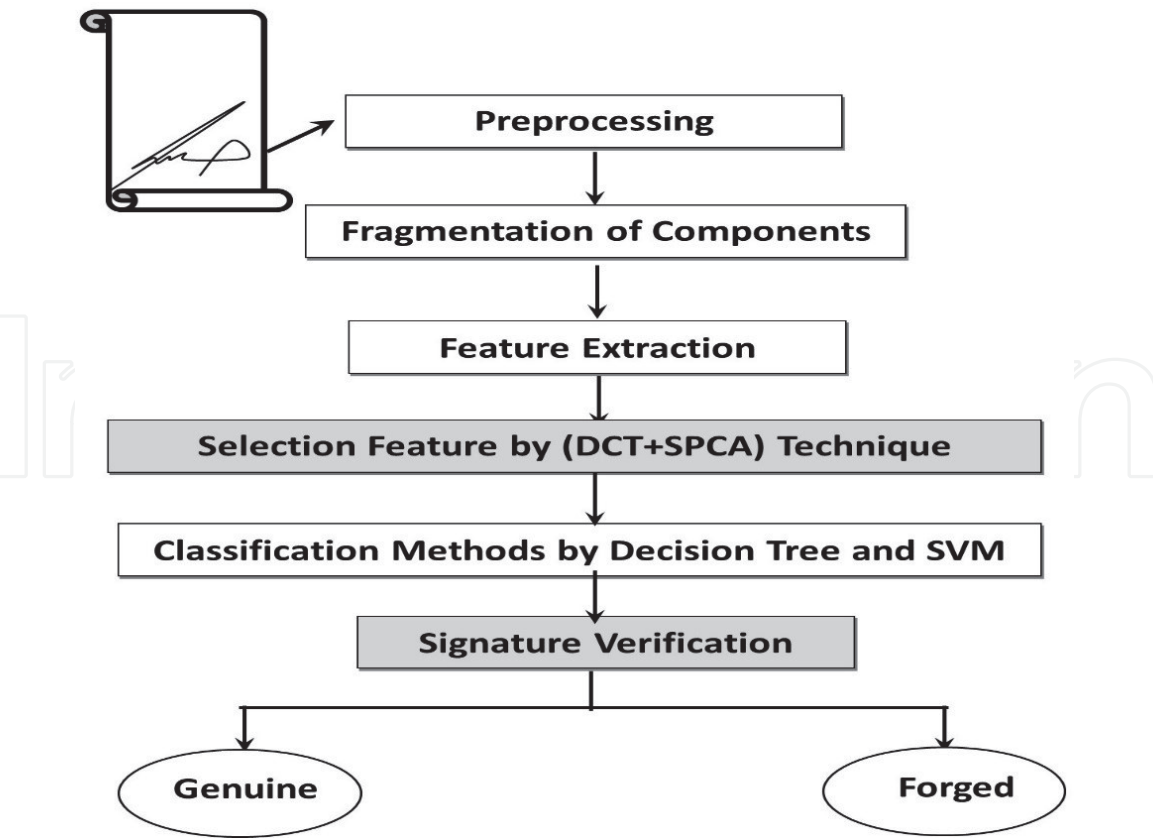 Preprocessing
Fragmentation of Components
Feature Extraction
Selection Feature by (DCT+SPCA) Technique
Classification Methods by Decision Tree and SVM
Signature Verification
Genuine
Forged